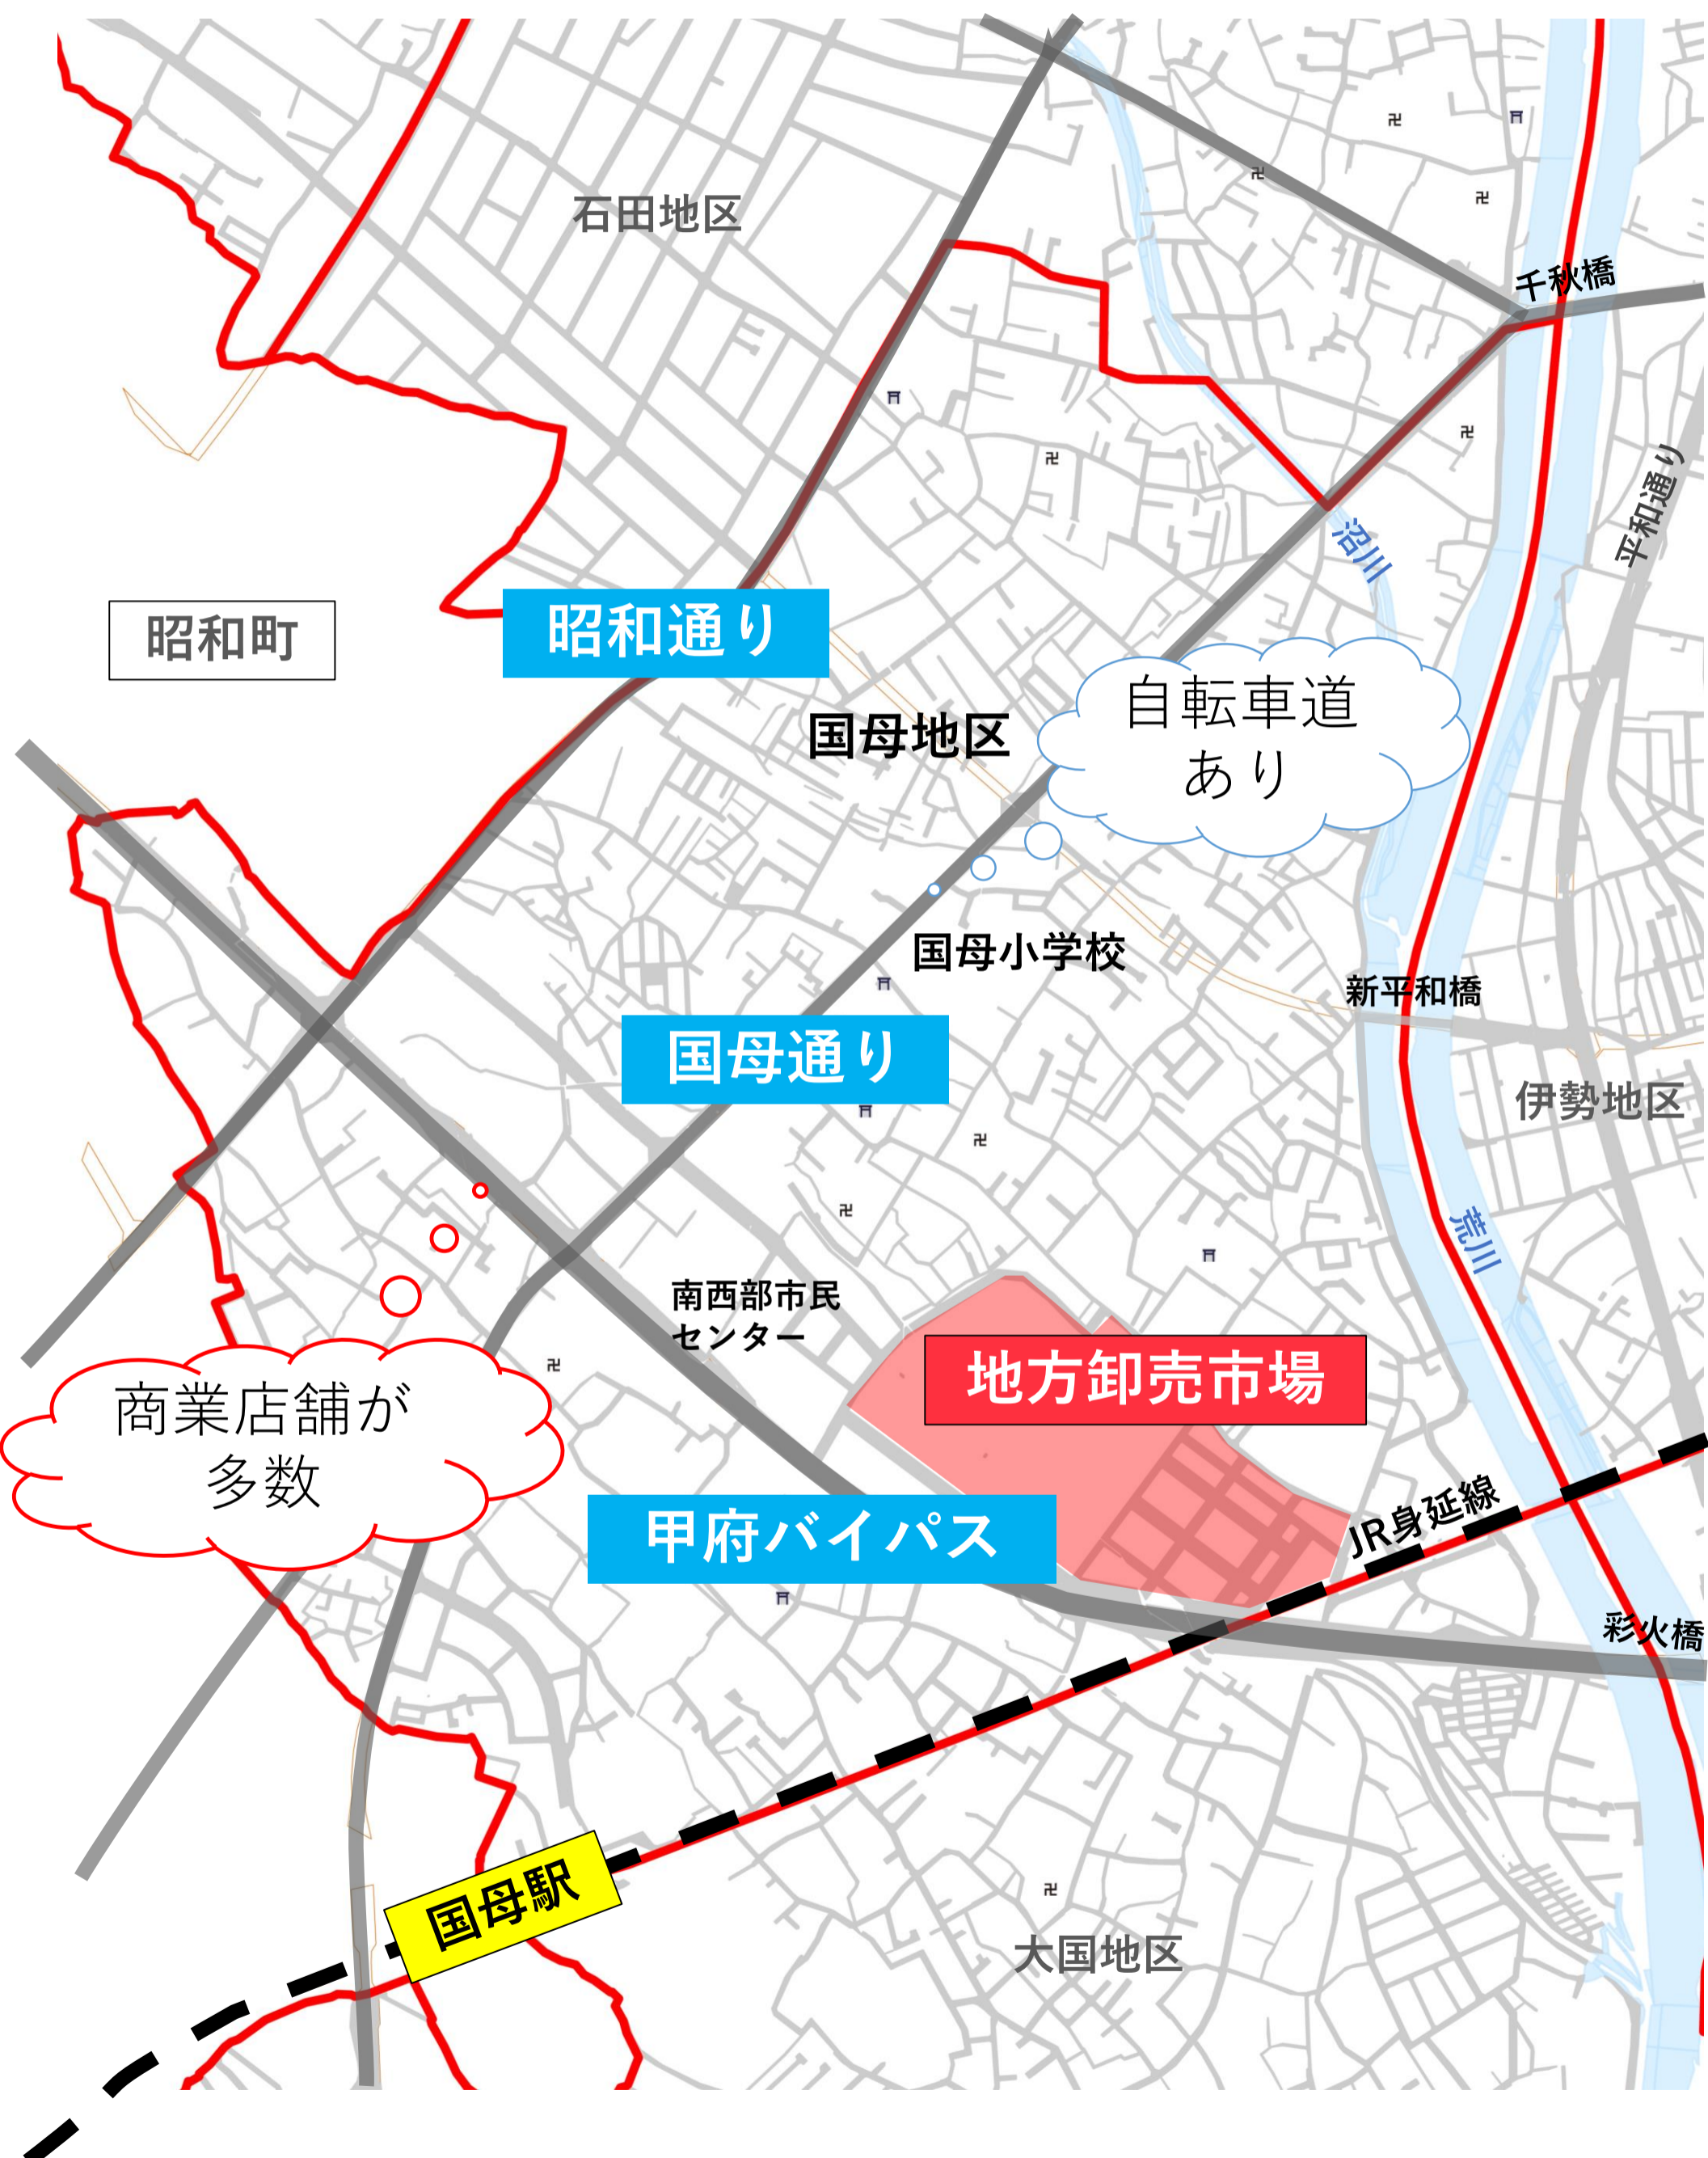 石田地区
千秋橋
平和通り
沼川
昭和町
昭和通り
国母地区
自転車道
あり
国母小学校
新平和橋
国母通り
伊勢地区
荒川
南西部市民
センター
地方卸売市場
商業店舗が
多数
甲府バイパス
JR身延線
彩火橋
国母駅
大国地区